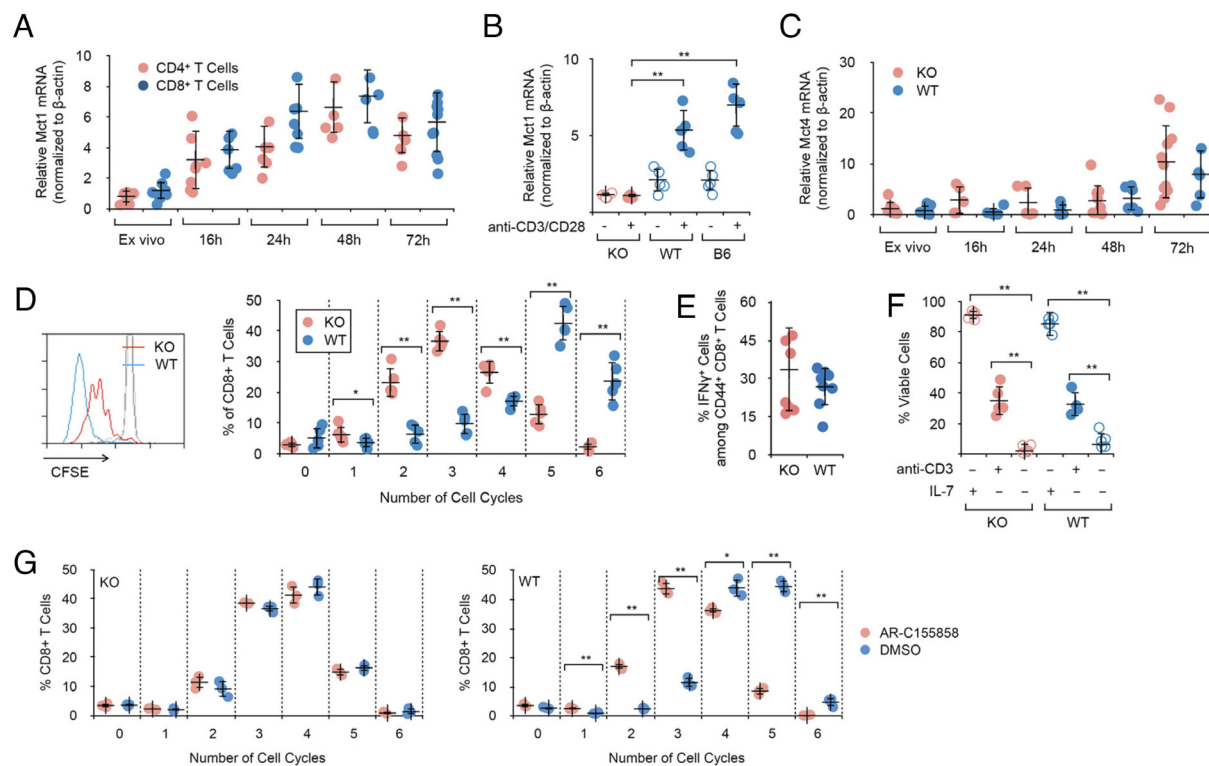 A
Relative Mct1 mRNA
(normalized to β-actin)
10
8
6
4
2
0
CD4+ T Cells
CD8+ T Cells
Ex vivo 16h 24h 48h 72h
B
Relative Mct1 mRNA
(normalized to β-actin)
10
5
** **
anti-CD3/CD28 - + - + - +
KO WT B6
C
Relative Mct4 mRNA
(normalized to β-actin)
30
20
10
0
KO
WT
Ex vivo 16h 24h 48h 72h
D
KO
WT
CFSE
% of CD8+ T Cells
50
40
30
20
10
0
KO
WT
* ** ** ** ** **
0 1 2 3 4 5 6
Number of Cell Cycles
E
% IFNγ+ Cells
among CD44+ CD8+ T Cells
60
45
30
15
0
KO WT
F
% Viable Cells
100
80
60
40
20
** ** ** **
anti-CD3 – + – – + –
IL-7 + – – + – –
KO WT
G
% CD8+ T Cells
50
40
30
20
10
0
KO
0 1 2 3 4 5 6
Number of Cell Cycles
% CD8+ T Cells
50
40
30
20
10
0
WT
** ** ** * ** **
0 1 2 3 4 5 6
Number of Cell Cycles
AR-C155858
DMSO